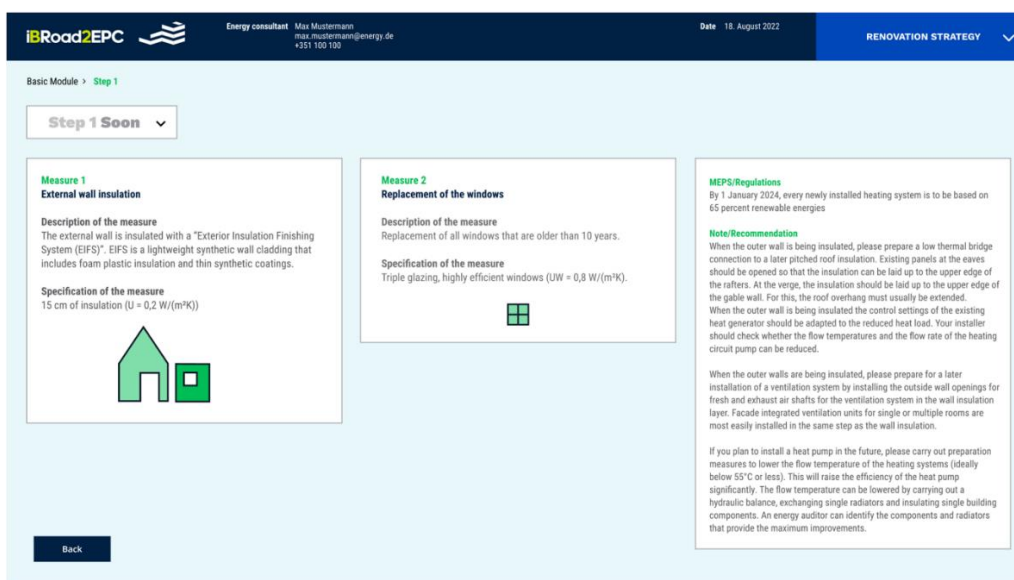 iBRoad2EPC
Energy consultant Max Mustermann
max.mustermann@energy.de
+351 100 100
Date 18. August 2022
RENOVATION STRATEGY
Basic Module > Step 1
Step 1 Soon
Measure 1
External wall insulation
Description of the measure
The external wall is insulated with a "Exterior Insulation Finishing
System (EIFS)". EIFS is a lightweight synthetic wall cladding that
includes foam plastic insulation and thin synthetic coatings.
Specification of the measure
15 cm of insulation (U = 0,2 W/(m²K))
Measure 2
Replacement of the windows
Description of the measure
Replacement of all windows that are older than 10 years.
Specification of the measure
Triple glazing, highly efficient windows (UW = 0,8 W/(m²K).
MEPS/Regulations
By 1 January 2024, every newly installed heating system is to be based on
65 percent renewable energies
Note/Recommendation
When the outer wall is being insulated, please prepare a low thermal bridge
connection to a later pitched roof insulation. Existing panels at the eaves
should be opened so that the insulation can be laid up to the upper edge of
the rafters. At the verge, the insulation should be laid up to the upper edge of
the gable wall. For this, the roof overhang must usually be extended.
When the outer wall is being insulated the control settings of the existing
heat generator should be adapted to the reduced heat load. Your installer
should check whether the flow temperatures and the flow rate of the heating
circuit pump can be reduced.
When the outer walls are being insulated, please prepare for a later
installation of a ventilation system by installing the outside wall openings for
fresh and exhaust air shafts for the ventilation system in the wall insulation
layer. Facade integrated ventilation units for single or multiple rooms are
most easily installed in the same step as the wall insulation.
If you plan to install a heat pump in the future, please carry out preparation
measures to lower the flow temperature of the heating systems (ideally
below 55°C or less). This will raise the efficiency of the heat pump
significantly. The flow temperature can be lowered by carrying out a
hydraulic balance, exchanging single radiators and insulating single building
components. An energy auditor can identify the components and radiators
that provide the maximum improvements.
Back